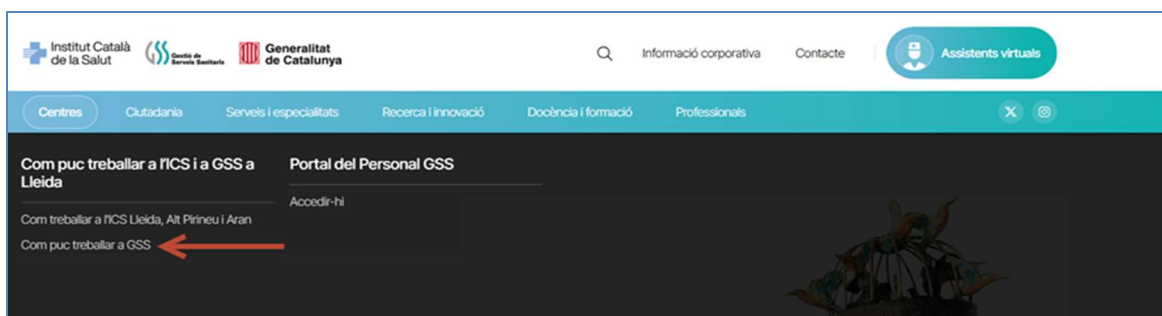 Institut Català
de la Salut
Gestió de
Serveis Sanitaris
Generalitat
de Catalunya
Informació corporativa
Contacte
Assistents virtuals
Centres
Ciutadania
Serveis i especialitats
Recerca i innovació
Docència i formació
Professionals
Com puc treballar a l'ICS i a GSS a
Lleida
Com treballar a l'ICS Lleida, Alt Pirineu i Aran
Com puc treballar a GSS
Portal del Personal GSS
Accedir-hi